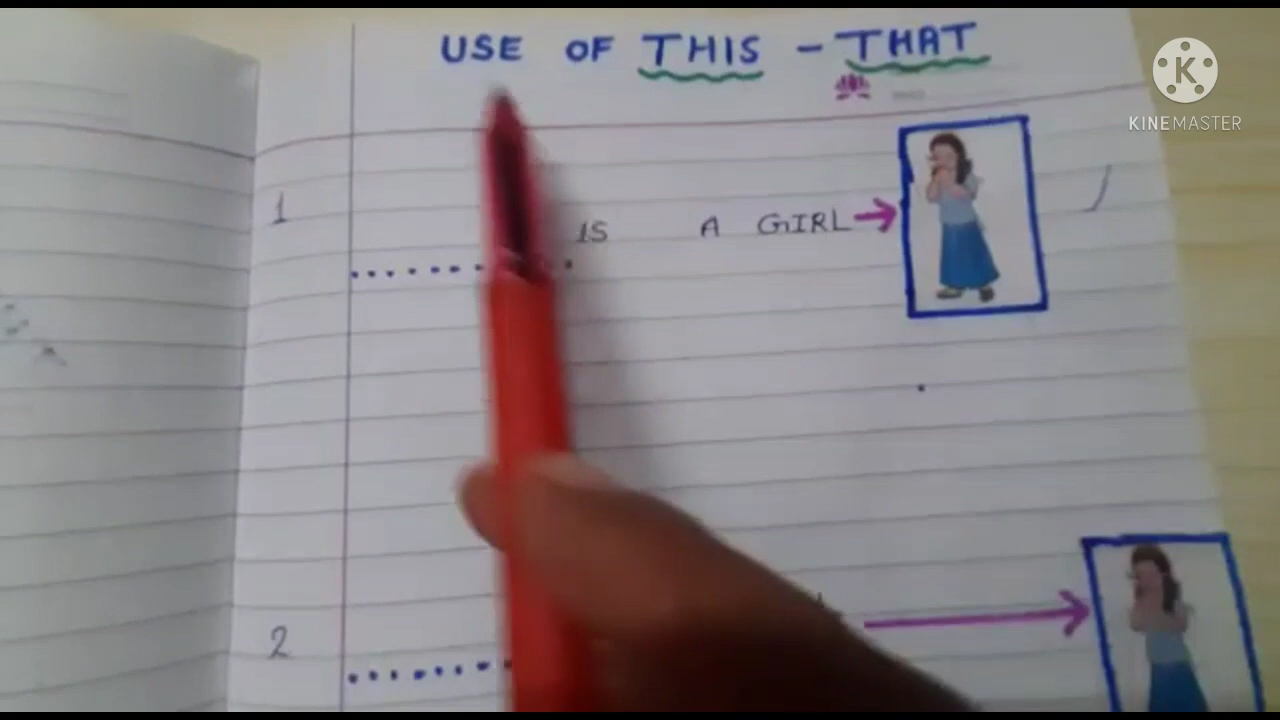 USE OF THIS - THAT
KINEMASTER
1 IS A GIRL
2